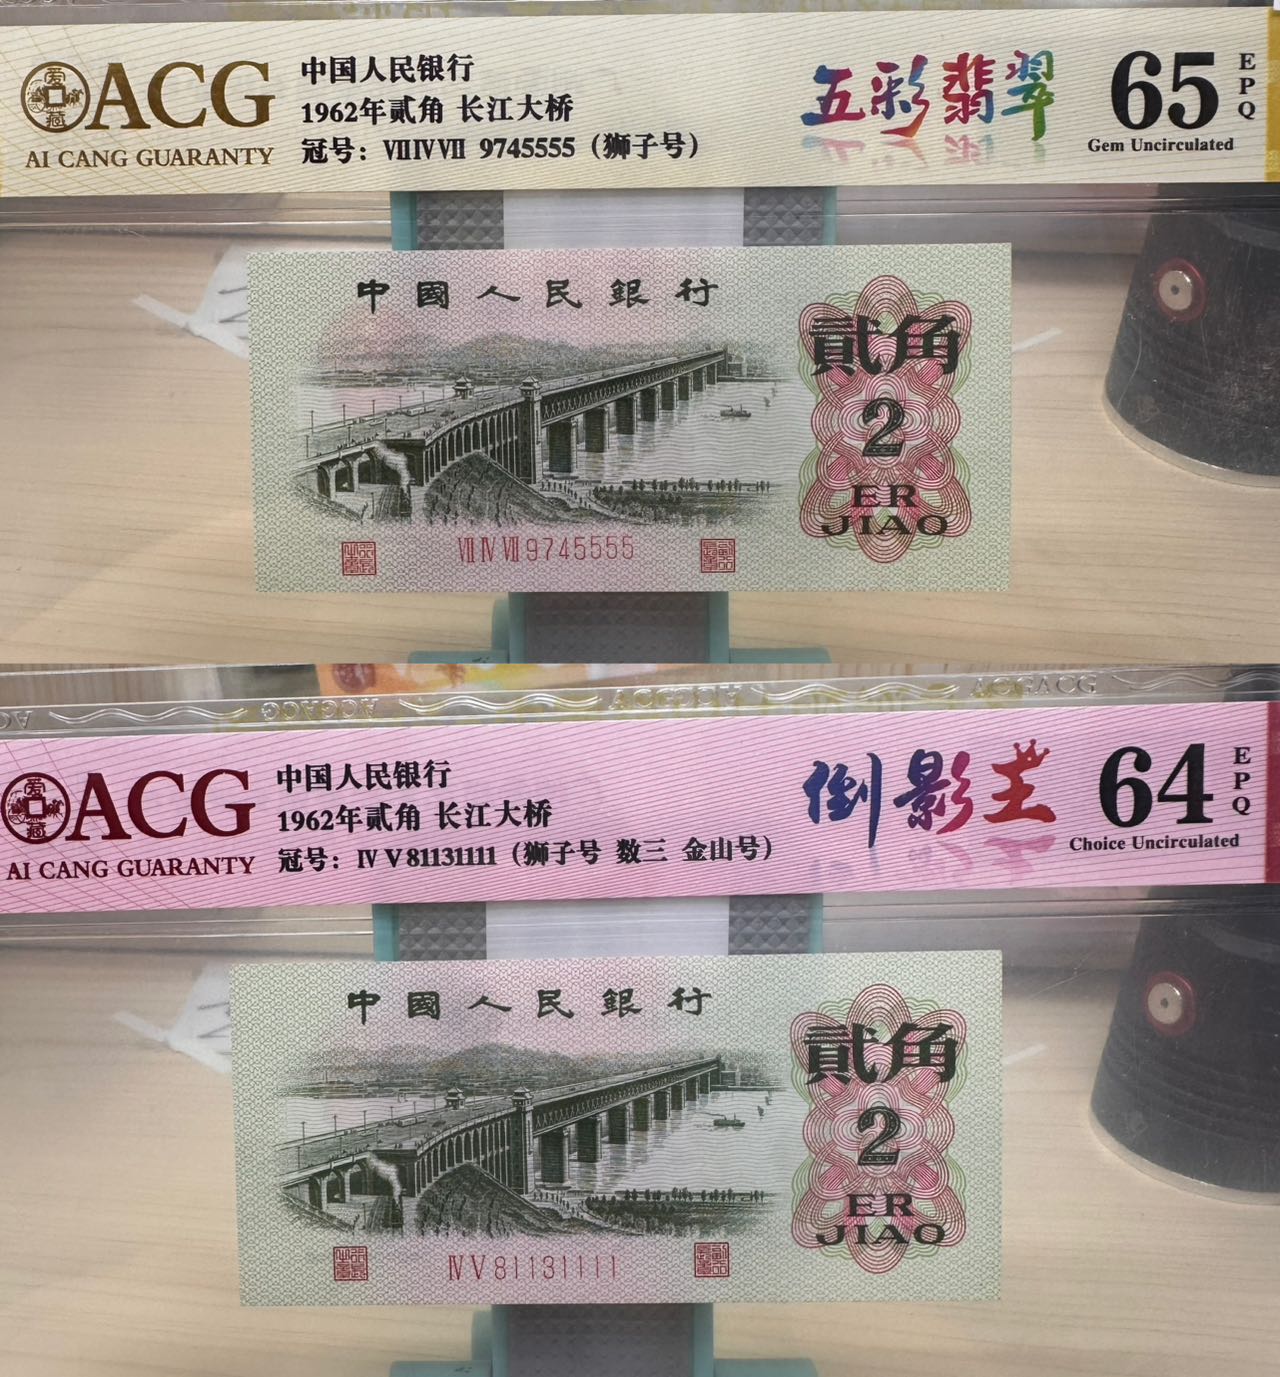 ACG
AI CANG GUARANTY
中国人民银行
1962年贰角 长江大桥
冠号：ⅦⅣⅦ 9745555（狮子号）
五彩翡翠
65
EPQ
Gem Uncirculated
中國人民銀行
貳角
2
ER
JIAO
ⅦⅣⅦ9745555
ACGACG
ACGACG
ACG
ACG
AI CANG GUARANTY
中国人民银行
1962年贰角 长江大桥
冠号：ⅣⅤ81131111（狮子号 数三 金山号）
倒影王
64
EPQ
Choice Uncirculated
中國人民銀行
貳角
2
ER
JIAO
ⅣⅤ81131111